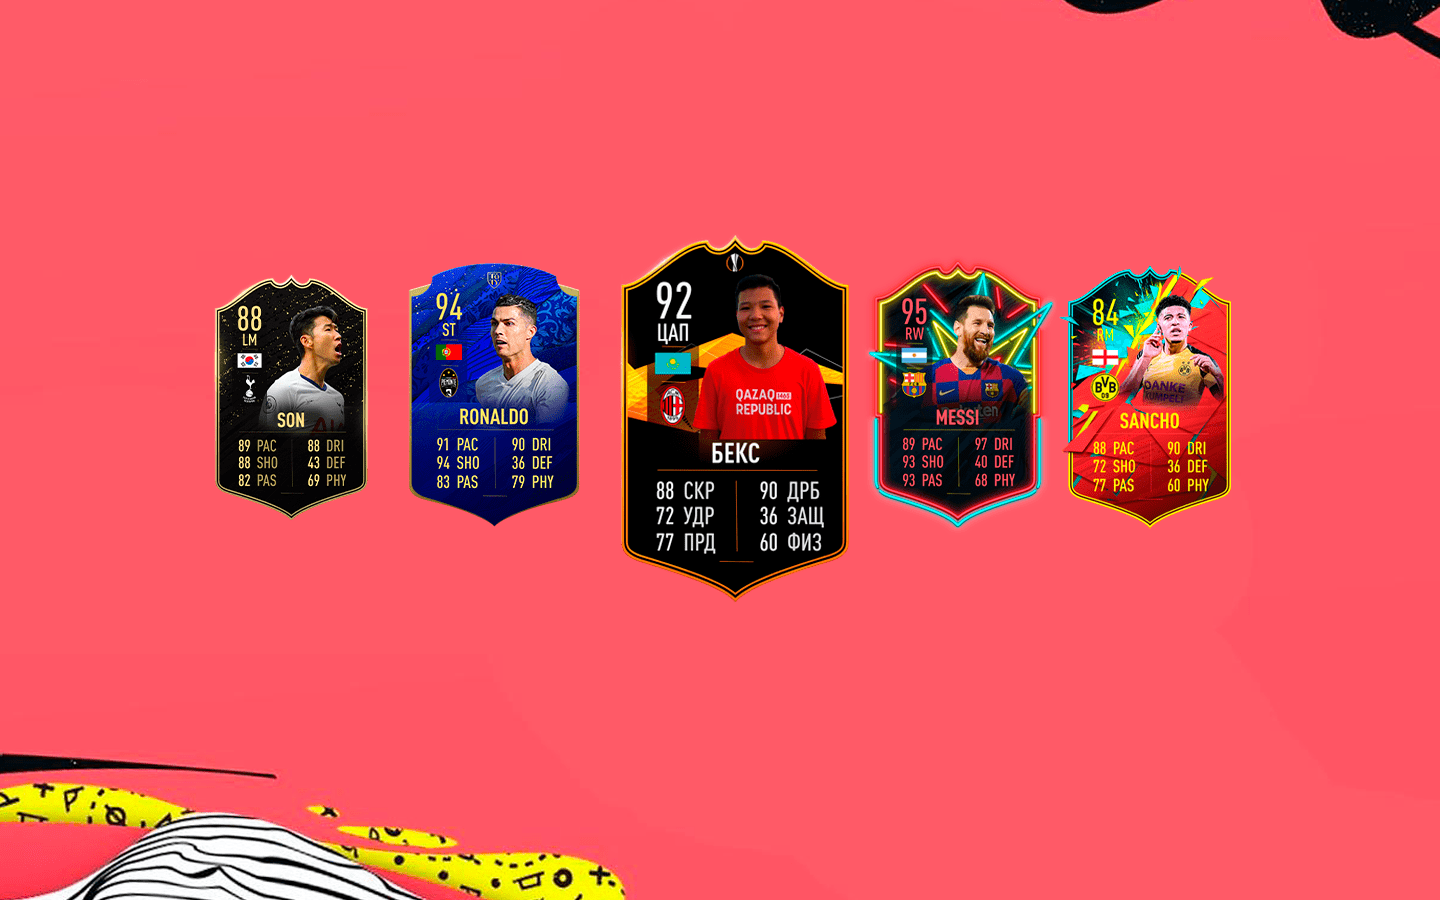 88
LM
SON
89 PAC 88 DRI
88 SHO 43 DEF
82 PAS 69 PHY
94
ST
RONALDO
91 PAC 90 DRI
94 SHO 36 DEF
83 PAS 79 PHY
92
ЦАП
QAZAQ 1465
REPUBLIC
БЕКС
88 СКР 90 ДРБ
72 УДР 36 ЗАЩ
77 ПРД 60 ФИЗ
95
RW
MESSI
89 PAC 97 DRI
93 SHO 40 DEF
93 PAS 68 PHY
84
RM
BVB
09
DANKE
KUMPEL!
SANCHO
88 PAC 90 DRI
72 SHO 36 DEF
77 PAS 60 PHY